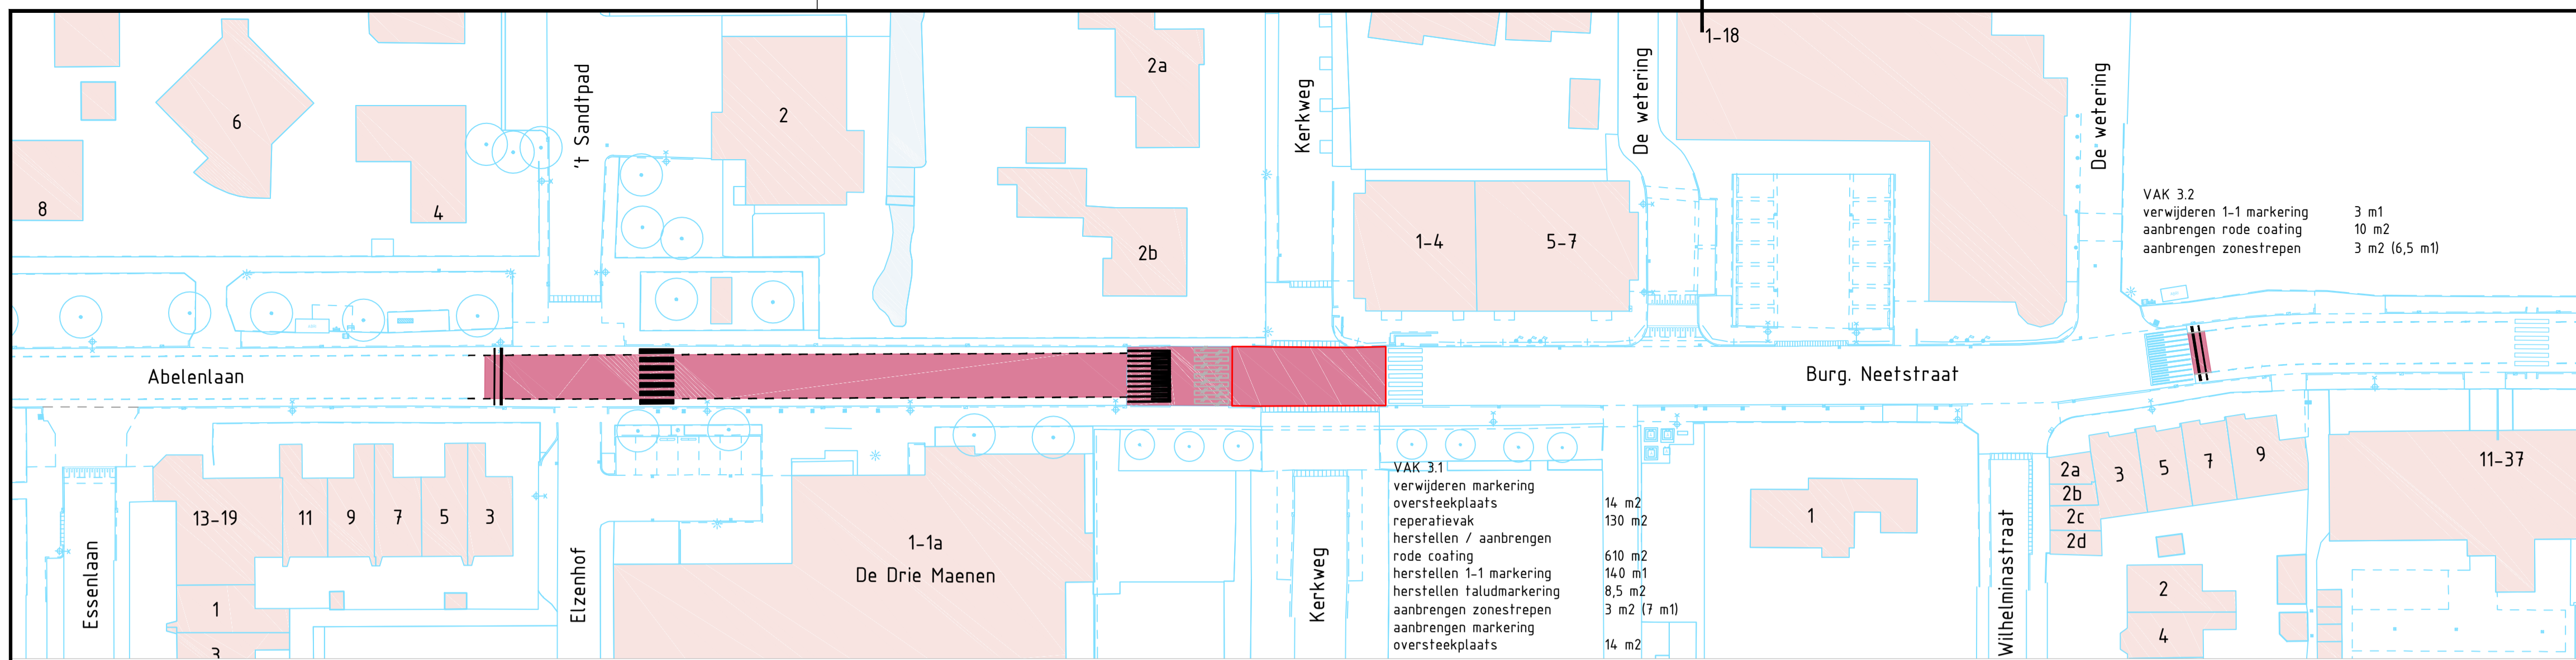 1-18
2a
6
2
't Sandtpad
Kerkweg
De wetering
De wetering
8
4
VAK 3.2
verwijderen 1-1 markering 3 m1
aanbrengen rode coating 10 m2
aanbrengen zonestrepen 3 m2 (6,5 m1)
2b
1-4
5-7
Abelenlaan
Burg. Neetstraat
13-19
11
9
7
5
3
1
3
Essenlaan
Elzenhof
1-1a
De Drie Maenen
Kerkweg
VAK 3.1
verwijderen markering
oversteekplaats 14 m2
reperatievak 130 m2
herstellen / aanbrengen
rode coating 610 m2
herstellen 1-1 markering 140 m1
herstellen taludmarkering 8,5 m2
aanbrengen zonestrepen 3 m2 (7 m1)
aanbrengen markering
oversteekplaats 14 m2
1
Wilhelminastraat
2a
2b
2c
2d
3
5
7
9
11-37
2
4